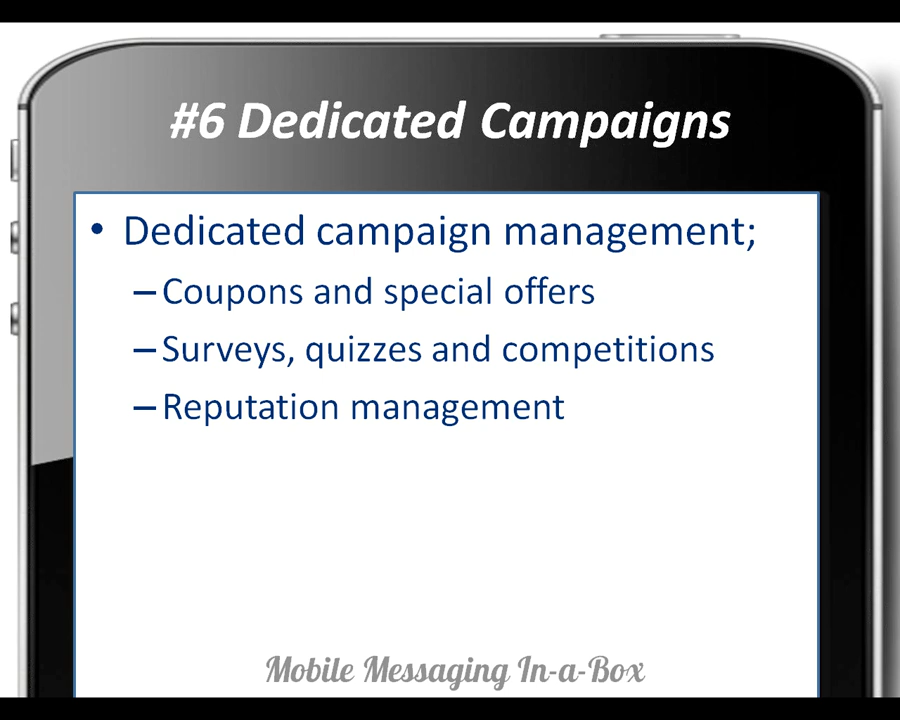 #6 Dedicated Campaigns
• Dedicated campaign management;
– Coupons and special offers
– Surveys, quizzes and competitions
– Reputation management
Mobile Messaging In-a-Box